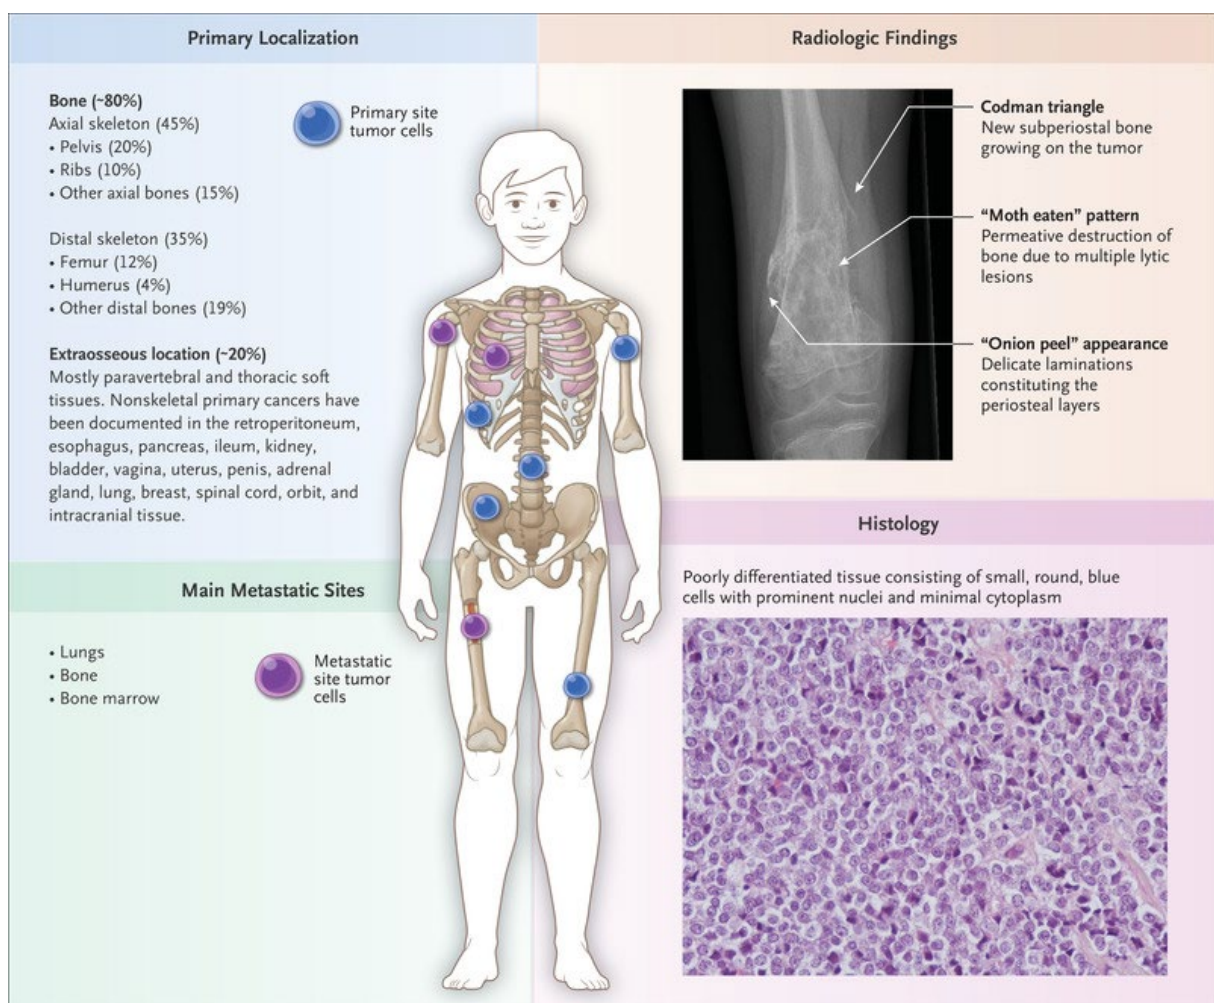 Primary Localization
Bone (~80%)
Axial skeleton (45%)
• Pelvis (20%)
• Ribs (10%)
• Other axial bones (15%)
Distal skeleton (35%)
• Femur (12%)
• Humerus (4%)
• Other distal bones (19%)
Extraosseous location (~20%)
Mostly paravertebral and thoracic soft
tissues. Nonskeletal primary cancers have
been documented in the retroperitoneum,
esophagus, pancreas, ileum, kidney,
bladder, vagina, uterus, penis, adrenal
gland, lung, breast, spinal cord, orbit, and
intracranial tissue.
Primary site
tumor cells
Main Metastatic Sites
• Lungs
• Bone
• Bone marrow
Metastatic
site tumor
cells
Radiologic Findings
Codman triangle
New subperiostal bone
growing on the tumor
“Moth eaten” pattern
Permeative destruction of
bone due to multiple lytic
lesions
“Onion peel” appearance
Delicate laminations
constituting the
periosteal layers
Histology
Poorly differentiated tissue consisting of small, round, blue
cells with prominent nuclei and minimal cytoplasm